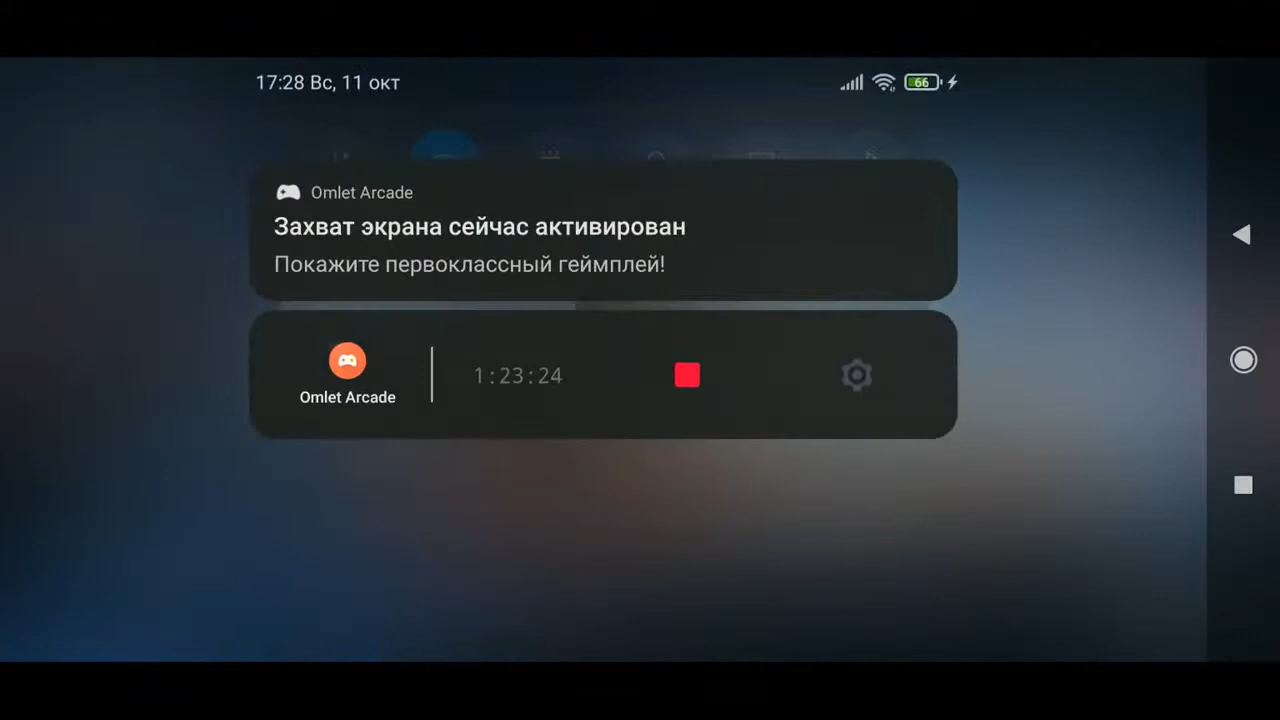 17:28 Вс, 11 окт
66
Omlet Arcade
Захват экрана сейчас активирован
Покажите первоклассный геймплей!
1:23:24
Omlet Arcade